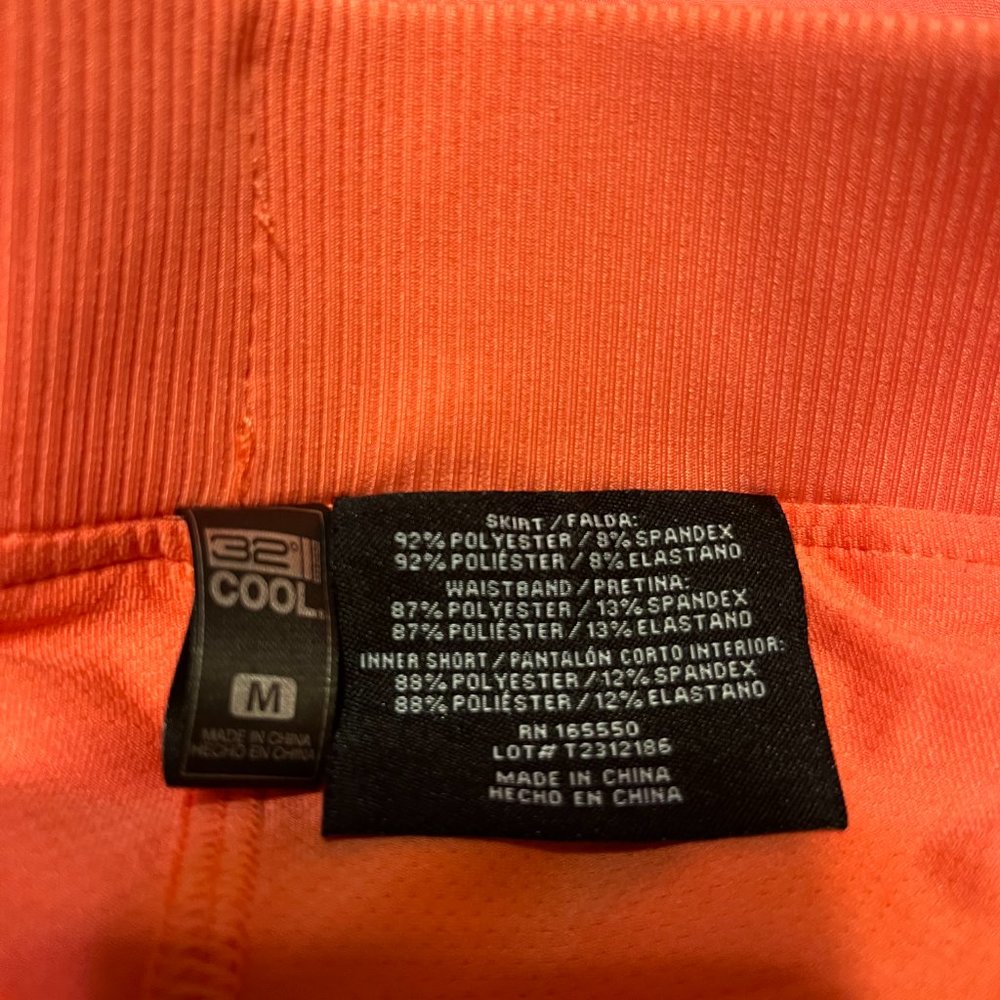 32°
COOL
M
MADE IN CHINA
HECHO EN CHINA
SKIRT / FALDA:
92% POLYESTER / 8% SPANDEX
92% POLIÉSTER / 8% ELASTANO
WAISTBAND / PRETINA:
87% POLYESTER / 13% SPANDEX
87% POLIÉSTER / 13% ELASTANO
INNER SHORT / PANTALÓN CORTO INTERIOR:
88% POLYESTER / 12% SPANDEX
88% POLIÉSTER / 12% ELASTANO
RN 165550
LOT# T2312186
MADE IN CHINA
HECHO EN CHINA